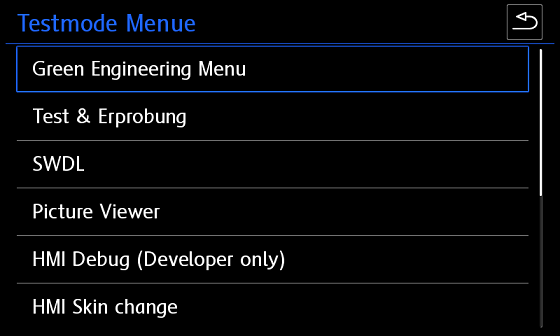 Testmode Menue
Green Engineering Menu
Test & Erprobung
SWDL
Picture Viewer
HMI Debug (Developer only)
HMI Skin change